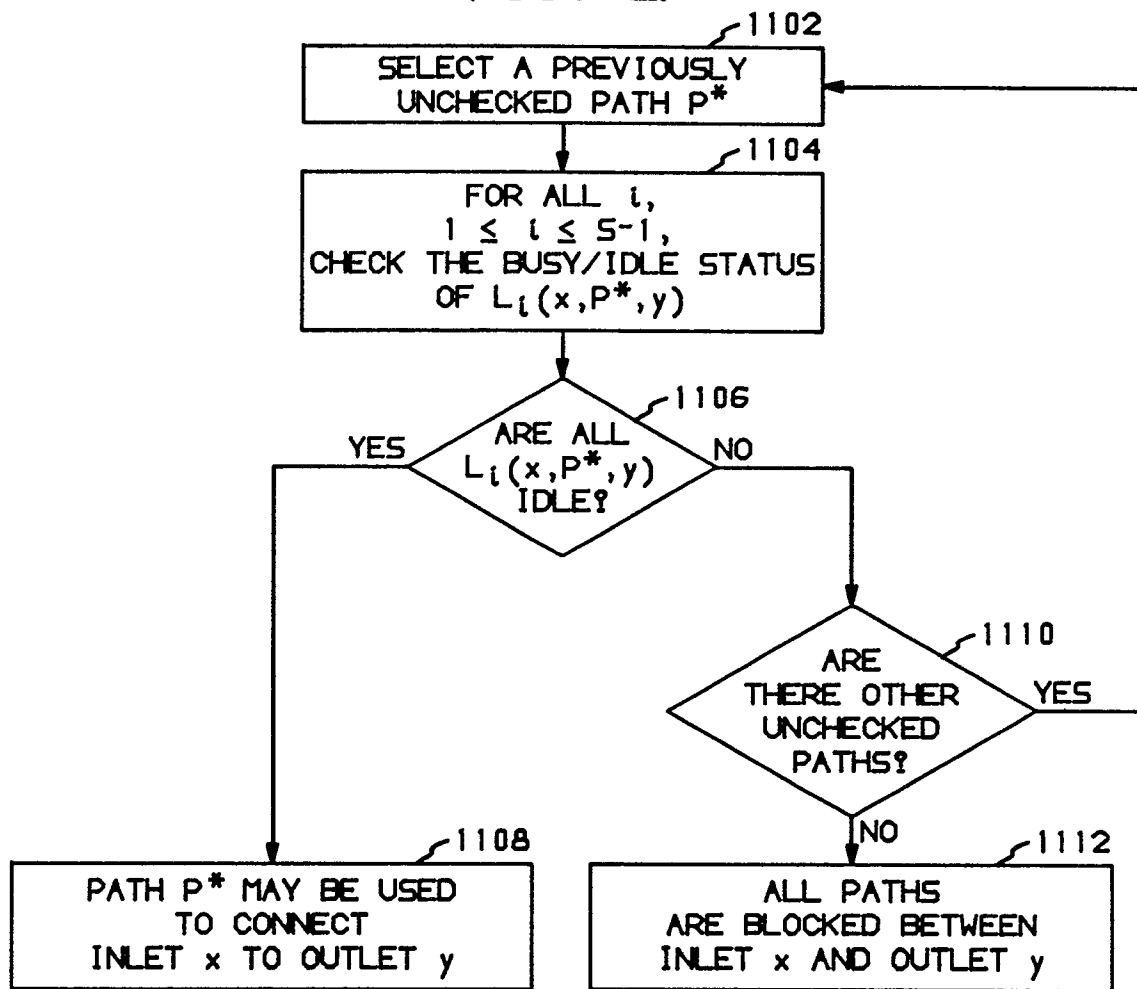 1102
SELECT A PREVIOUSLY
UNCHECKED PATH P*
1104
FOR ALL i,
1 ≤ i ≤ S-1,
CHECK THE BUSY/IDLE STATUS
OF Li(x,P*,y)
1106
YES
ARE ALL
Li(x,P*,y)
IDLE?
NO
1110
ARE
THERE OTHER
UNCHECKED
PATHS?
YES
NO
1108
PATH P* MAY BE USED
TO CONNECT
INLET x TO OUTLET y
1112
ALL PATHS
ARE BLOCKED BETWEEN
INLET x AND OUTLET y